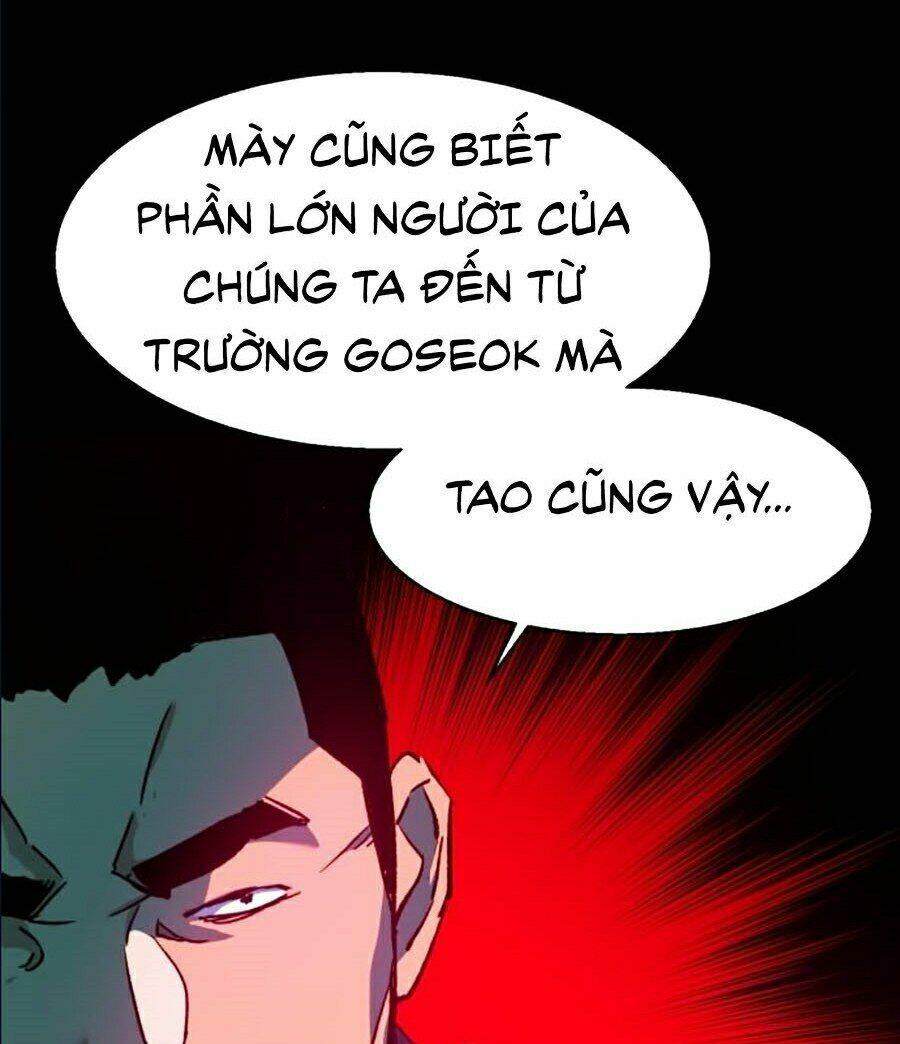 MÀY CŨNG BIẾT
PHẦN LỚN NGƯỜI CỦA
CHÚNG TA ĐẾN TỪ
TRƯỜNG GOSEOK MÀ
TAO CŨNG VẬY...